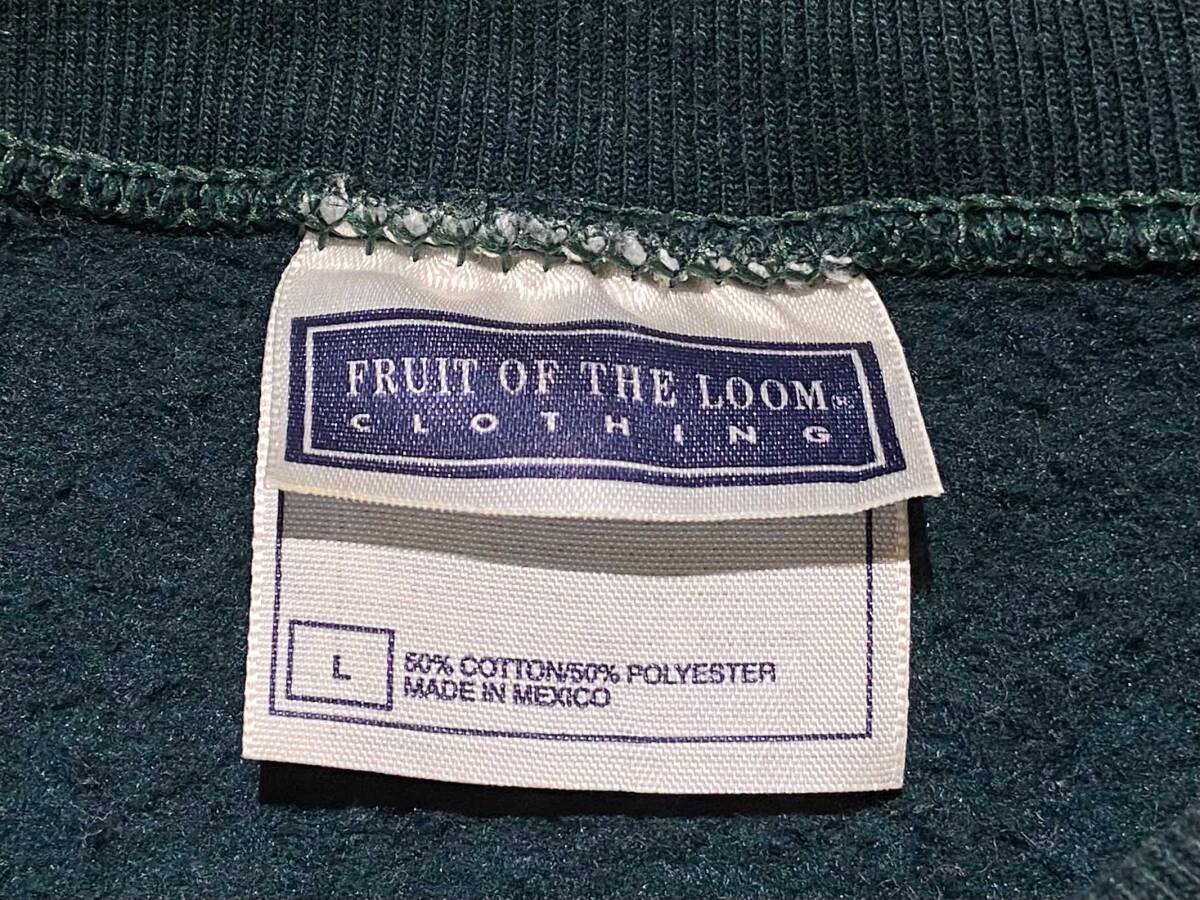 FRUIT OF THE LOOM®
CLOTHING
L
50% COTTON/50% POLYESTER
MADE IN MEXICO